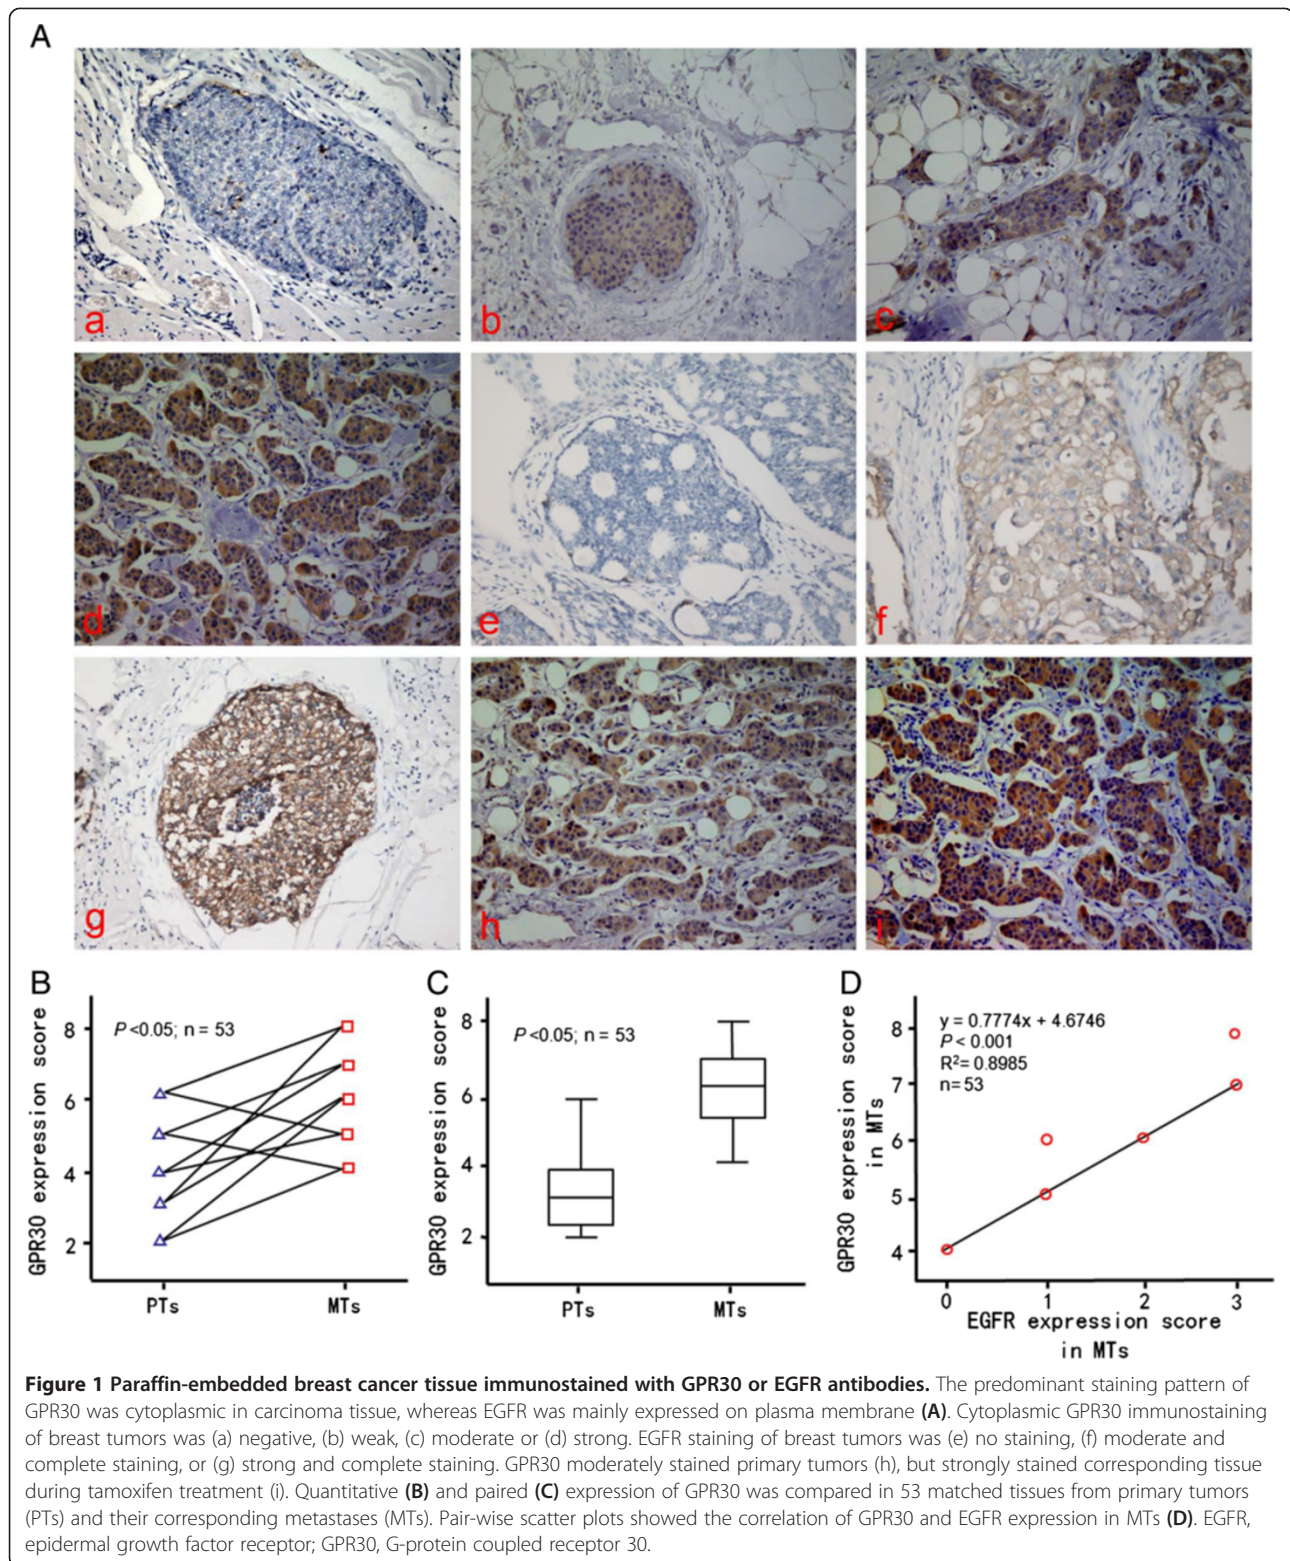 A
a
b
c
d
e
f
g
h
i
B
GPR30 expression score
8
6
4
2
P<0.05; n = 53
PTs
MTs
C
GPR30 expression score
8
6
4
2
P<0.05; n = 53
PTs
MTs
D
GPR30 expression score
in MTs
8
7
6
5
4
y = 0.7774x + 4.6746
P< 0.001
R²= 0.8985
n=53
0
1
2
3
EGFR expression score
in MTs
Figure 1 Paraffin-embedded breast cancer tissue immunostained with GPR30 or EGFR antibodies. The predominant staining pattern of
GPR30 was cytoplasmic in carcinoma tissue, whereas EGFR was mainly expressed on plasma membrane (A). Cytoplasmic GPR30 immunostaining
of breast tumors was (a) negative, (b) weak, (c) moderate or (d) strong. EGFR staining of breast tumors was (e) no staining, (f) moderate and
complete staining, or (g) strong and complete staining. GPR30 moderately stained primary tumors (h), but strongly stained corresponding tissue
during tamoxifen treatment (i). Quantitative (B) and paired (C) expression of GPR30 was compared in 53 matched tissues from primary tumors
(PTs) and their corresponding metastases (MTs). Pair-wise scatter plots showed the correlation of GPR30 and EGFR expression in MTs (D). EGFR,
epidermal growth factor receptor; GPR30, G-protein coupled receptor 30.